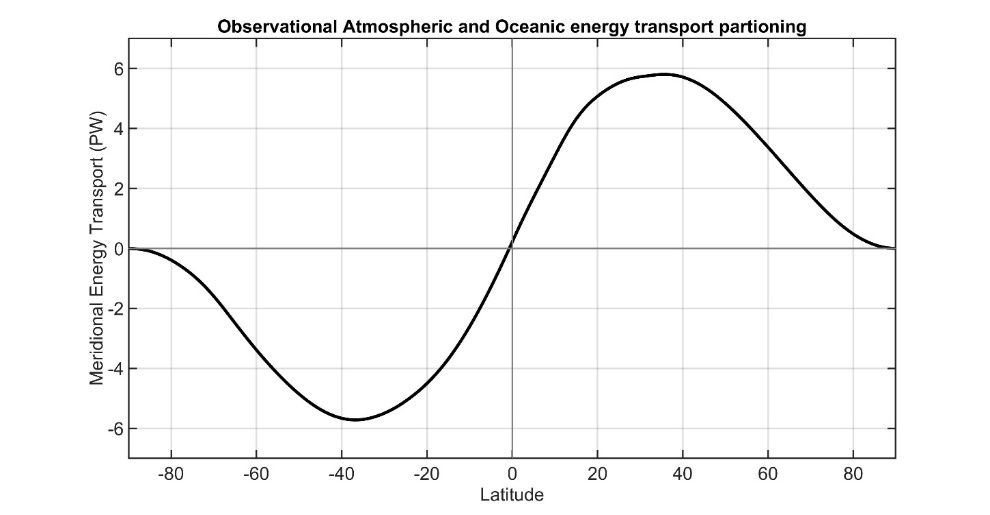 Observational Atmospheric and Oceanic energy transport partioning
Meridional Energy Transport (PW)
6
4
2
0
-2
-4
-6
-80 -60 -40 -20 0 20 40 60 80
Latitude